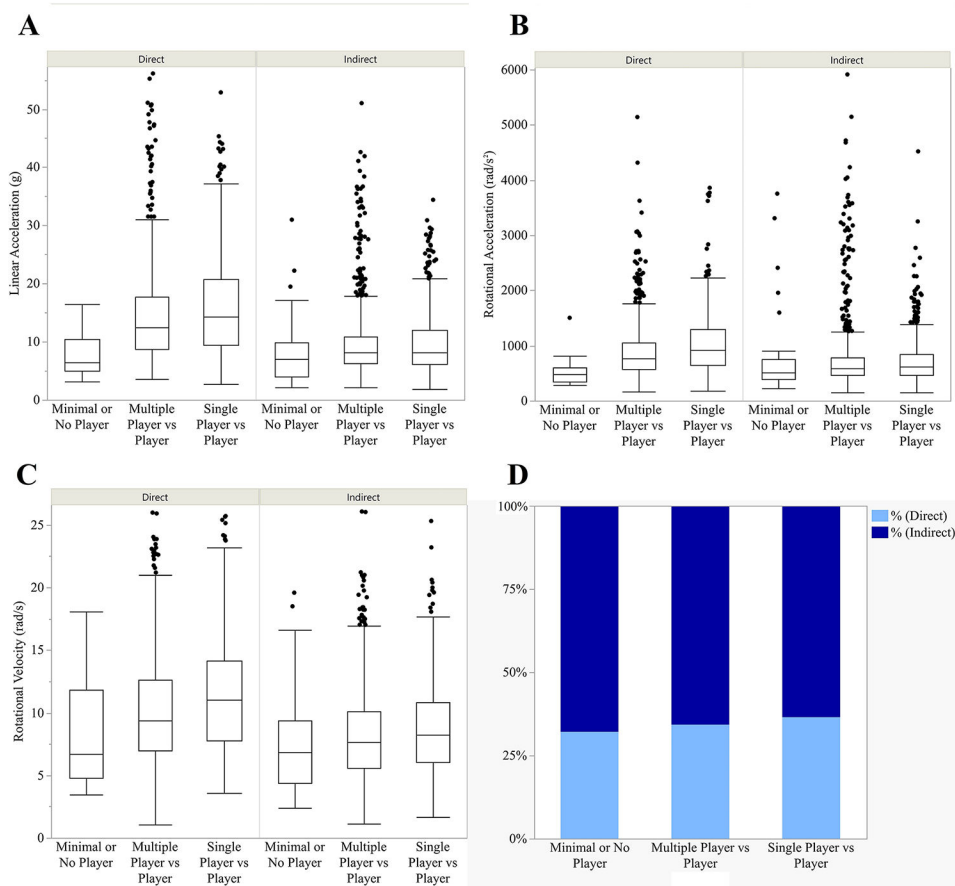 A
Direct
Indirect
Linear Acceleration (g)
50
40
30
20
10
0
Minimal or
No Player
Multiple
Player vs
Player
Single
Player vs
Player
Minimal or
No Player
Multiple
Player vs
Player
Single
Player vs
Player
B
Direct
Indirect
Rotational Acceleration (rad/s²)
6000
5000
4000
3000
2000
1000
0
Minimal or
No Player
Multiple
Player vs
Player
Single
Player vs
Player
Minimal or
No Player
Multiple
Player vs
Player
Single
Player vs
Player
C
Direct
Indirect
Rotational Velocity (rad/s)
25
20
15
10
5
0
Minimal or
No Player
Multiple
Player vs
Player
Single
Player vs
Player
Minimal or
No Player
Multiple
Player vs
Player
Single
Player vs
Player
D
100%
75%
50%
25%
0%
% (Direct)
% (Indirect)
Minimal or No
Player
Multiple Player vs
Player
Single Player vs
Player